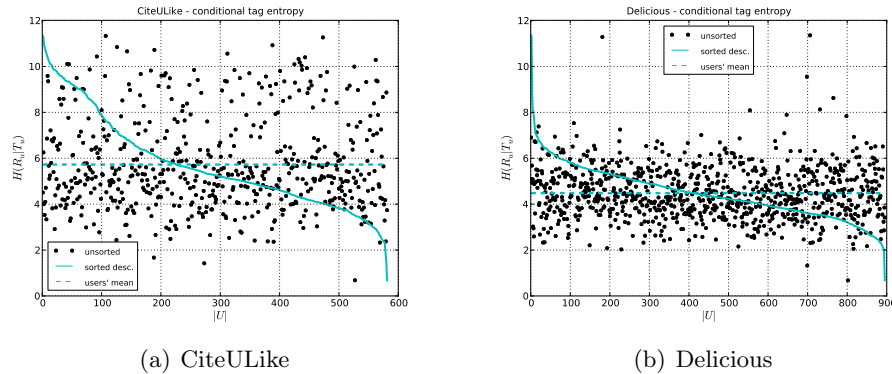 CiteULike - conditional tag entropy
12
10
8
6
4
2
0
H(R_u|T_u)
unsorted
sorted desc.
users' mean
0 100 200 300 400 500 600
|U|
(a) CiteULike
Delicious - conditional tag entropy
12
10
8
6
4
2
0
H(R_u|T_u)
unsorted
sorted desc.
users' mean
0 100 200 300 400 500 600 700 800 900
|U|
(b) Delicious